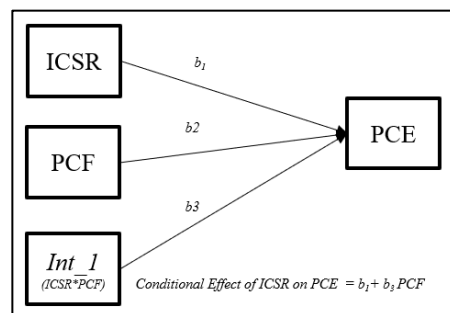 ICSR
b1
PCF
b2
PCE
b3
Int_1
(ICSR*PCF)
Conditional Effect of ICSR on PCE = b1+ b3 PCF